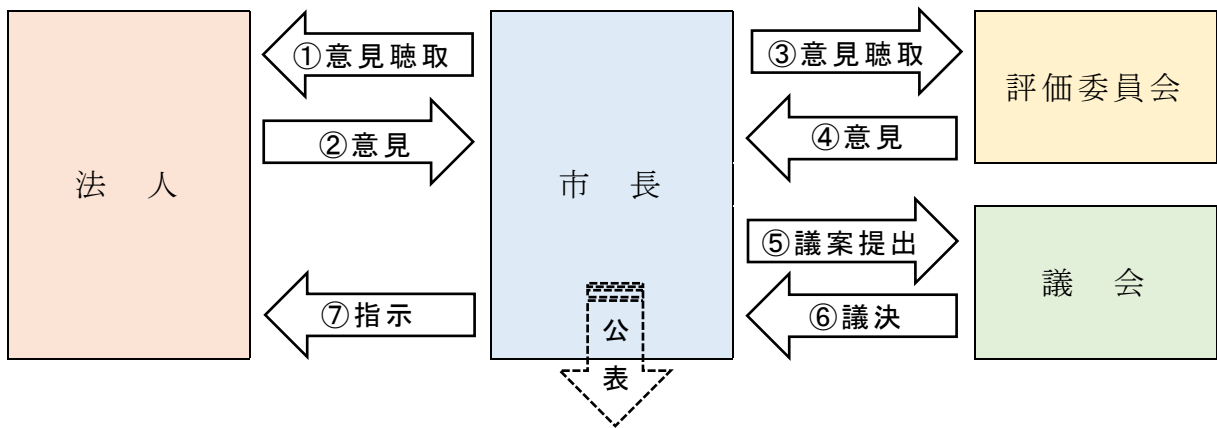 ①意見聴取
③意見聴取
評価委員会
②意見
④意見
法　人
市　長
⑤議案提出
議　会
⑦指示
⑥議決
公
表